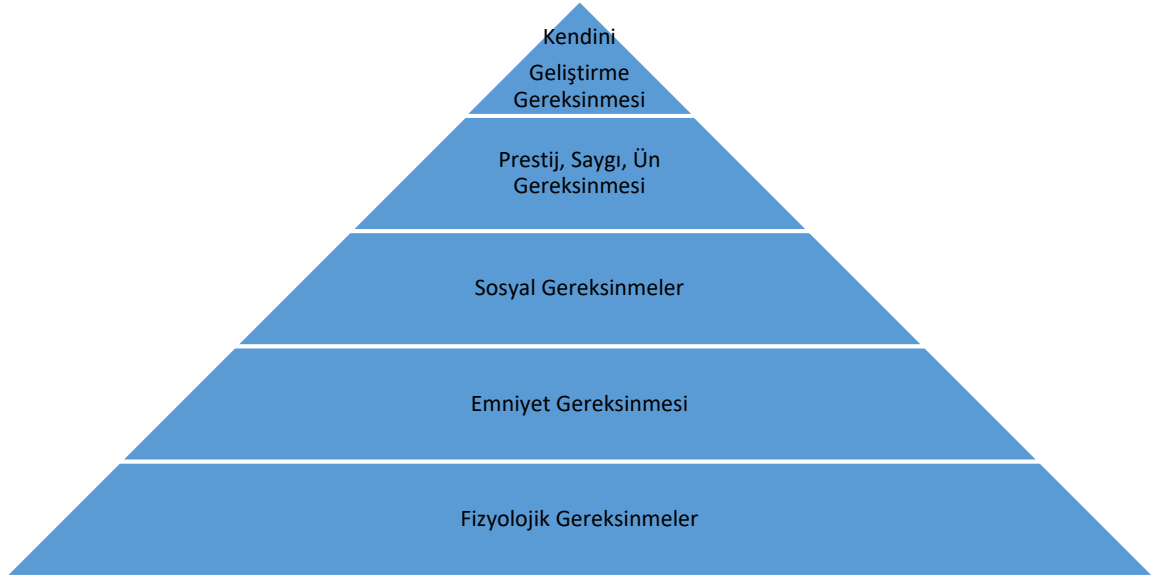 Kendini
Geliştirme
Gereksinmesi
Prestij, Saygı, Ün
Gereksinmesi
Sosyal Gereksinmeler
Emniyet Gereksinmesi
Fizyolojik Gereksinmeler